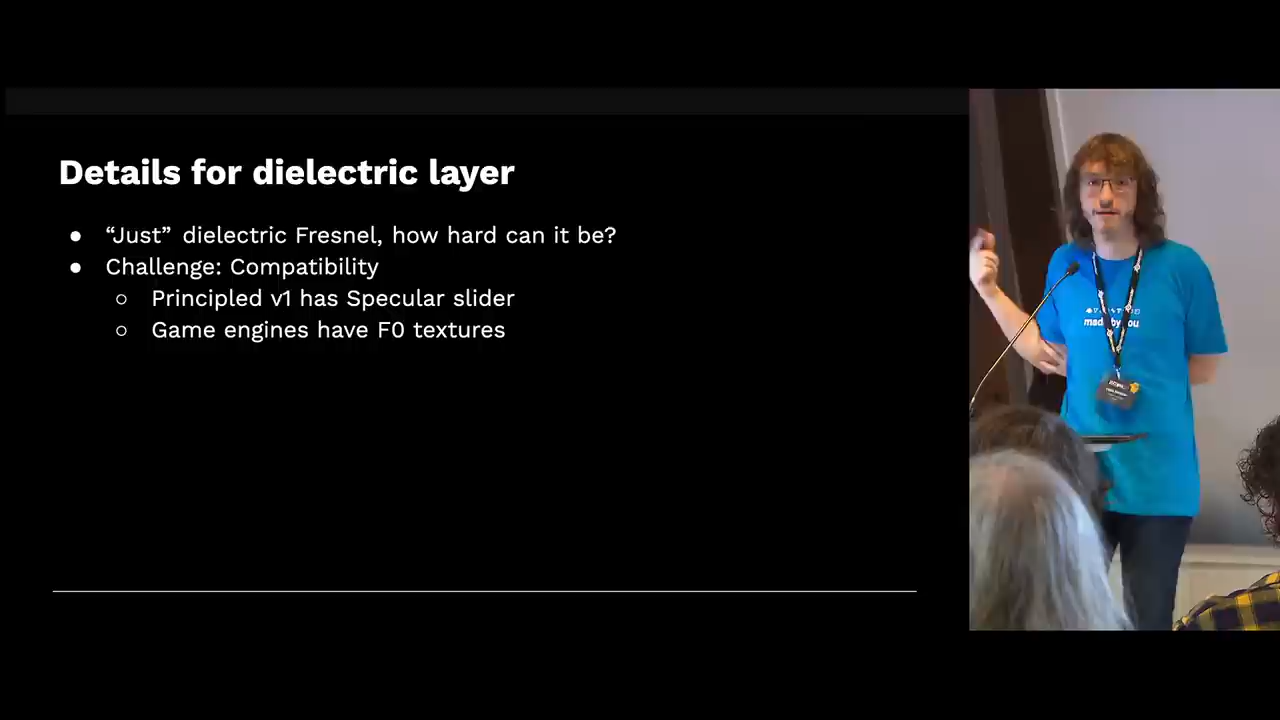 Details for dielectric layer
● “Just” dielectric Fresnel, how hard can it be?
● Challenge: Compatibility
○ Principled v1 has Specular slider
○ Game engines have F0 textures
made by you